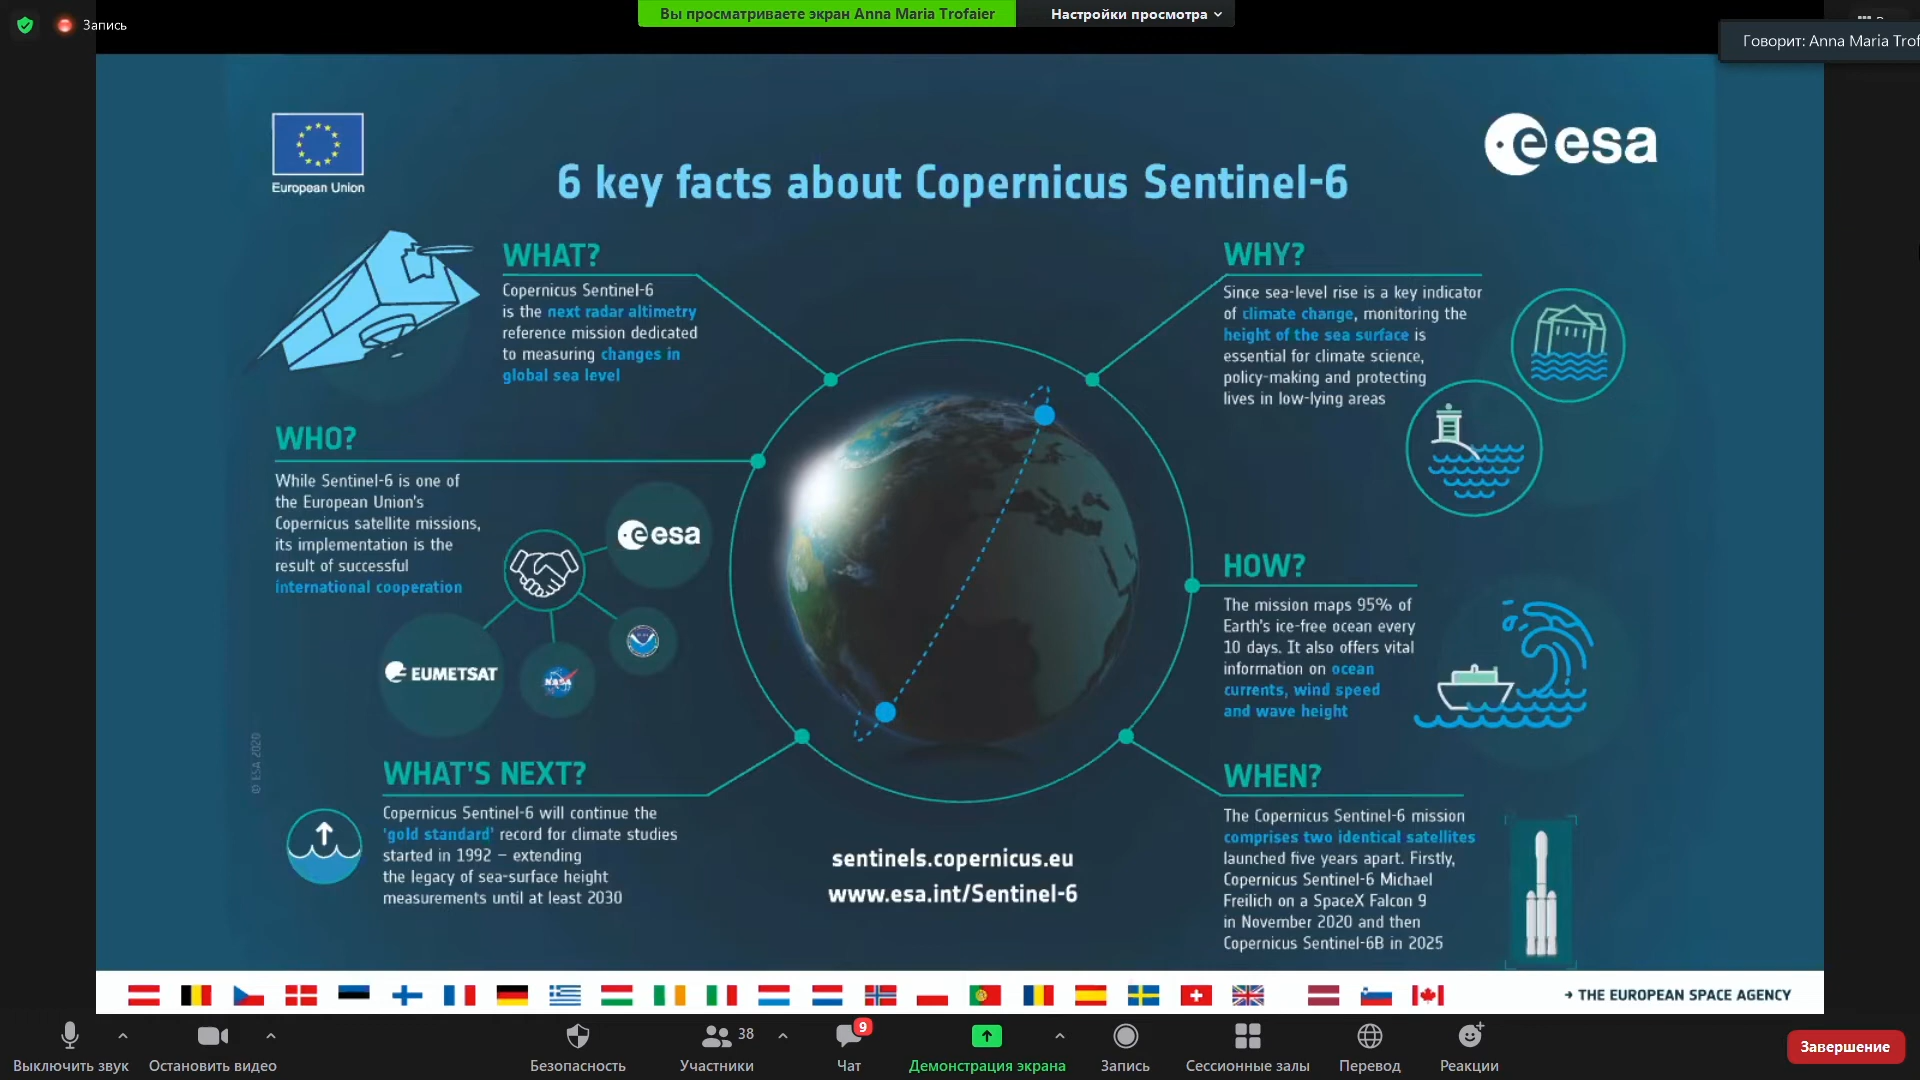 Запись
Вы просматриваете экран Anna Maria Trofaier
Настройки просмотра
Говорит: Anna Maria Trof
European Union
esa
6 key facts about Copernicus Sentinel-6
WHAT?
Copernicus Sentinel-6
is the next radar altimetry
reference mission dedicated
to measuring changes in
global sea level
WHY?
Since sea-level rise is a key indicator
of climate change, monitoring the
height of the sea surface is
essential for climate science,
policy-making and protecting
lives in low-lying areas
WHO?
While Sentinel-6 is one of
the European Union's
Copernicus satellite missions,
its implementation is the
result of successful
international cooperation
esa
EUMETSAT
NASA
HOW?
The mission maps 95% of
Earth's ice-free ocean every
10 days. It also offers vital
information on ocean
currents, wind speed
and wave height
© ESA 2020
WHAT'S NEXT?
Copernicus Sentinel-6 will continue the
'gold standard' record for climate studies
started in 1992 – extending
the legacy of sea-surface height
measurements until at least 2030
sentinels.copernicus.eu
www.esa.int/Sentinel-6
WHEN?
The Copernicus Sentinel-6 mission
comprises two identical satellites
launched five years apart. Firstly,
Copernicus Sentinel-6 Michael
Freilich on a SpaceX Falcon 9
in November 2020 and then
Copernicus Sentinel-6B in 2025
→ THE EUROPEAN SPACE AGENCY
Выключить звук
Остановить видео
Безопасность
38
Участники
9
Чат
Демонстрация экрана
Запись
Сессионные залы
Перевод
Реакции
Завершение